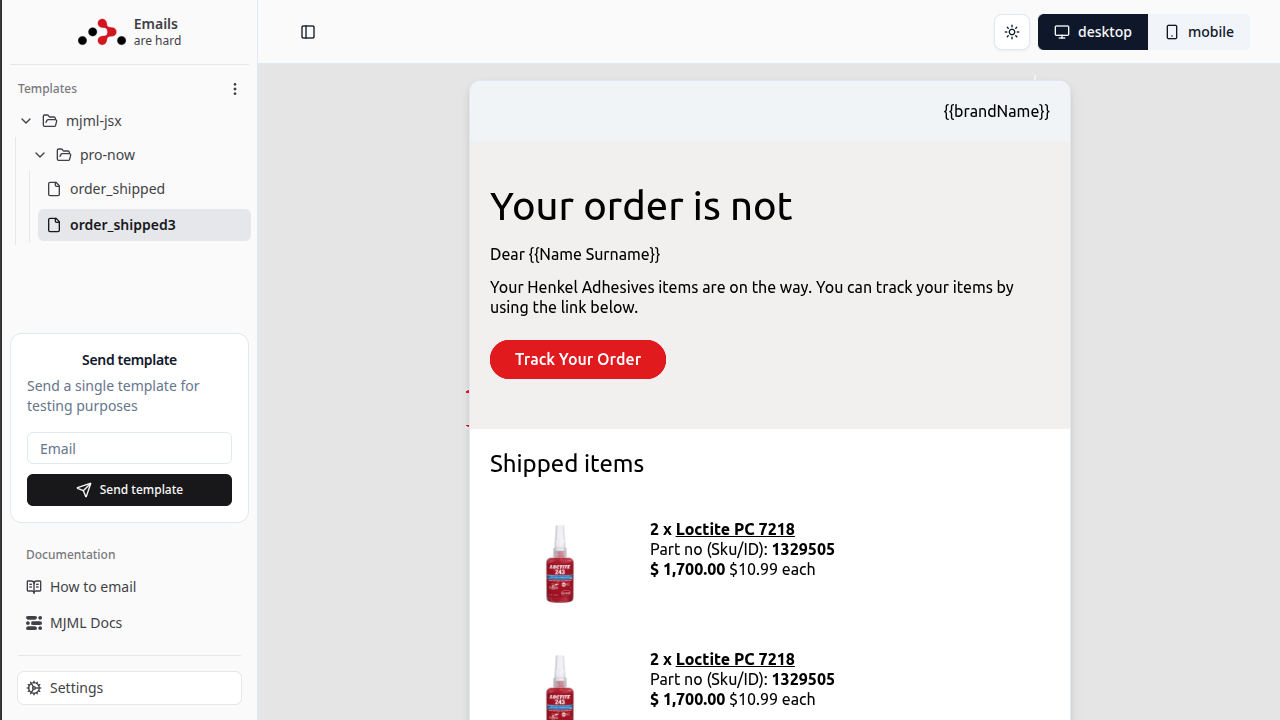 Emails
are hard
desktop
mobile
Templates
mjml-jsx
pro-now
order_shipped
order_shipped3
Send template
Send a single template for
testing purposes
Email
Send template
Documentation
How to email
MJML Docs
Settings
{{brandName}}
Your order is not
Dear {{Name Surname}}
Your Henkel Adhesives items are on the way. You can track your items by
using the link below.
Track Your Order
Shipped items
LOCTITE
243
2 x Loctite PC 7218
Part no (Sku/ID): 1329505
$ 1,700.00 $10.99 each
LOCTITE
243
2 x Loctite PC 7218
Part no (Sku/ID): 1329505
$ 1,700.00 $10.99 each